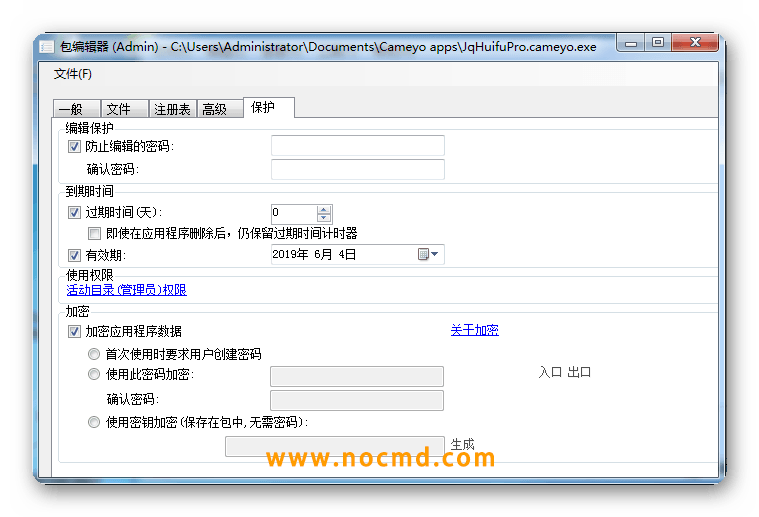 包编辑器 (Admin) - C:\Users\Administrator\Documents\Cameyo apps\JqHuifuPro.cameyo.exe
文件(F)
一般 文件 注册表 高级 保护
编辑保护
防止编辑的密码:
确认密码:
到期时间
过期时间(天): 0
即使在应用程序删除后，仍保留过期时间计时器
有效期: 2019年 6月 4日
使用权限
活动目录(管理员)权限
加密
加密应用程序数据 关于加密
首次使用时要求用户创建密码
使用此密码加密: 入口 出口
确认密码:
使用密钥加密(保存在包中,无需密码):
生成
www.nocmd.com